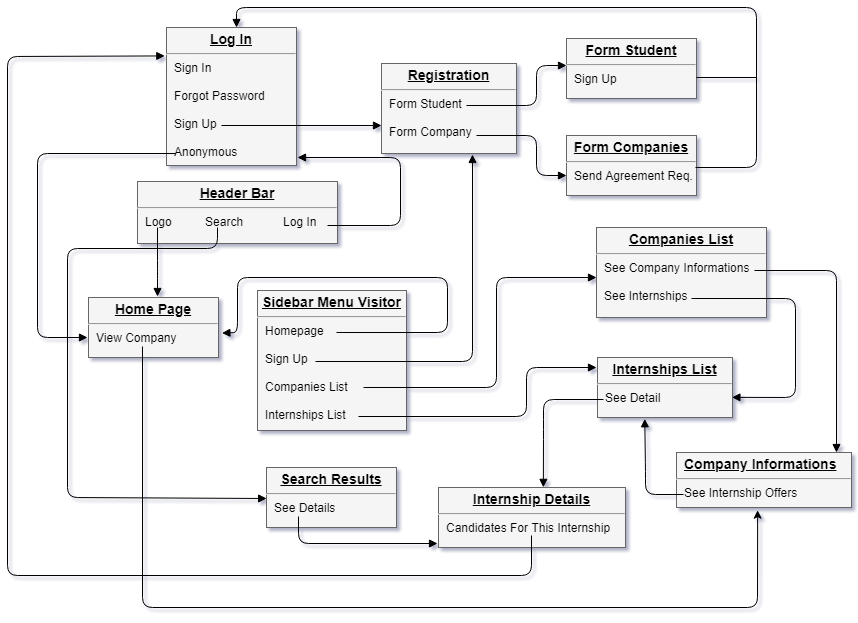 Log In
Sign In
Forgot Password
Sign Up
Anonymous
Registration
Form Student
Form Company
Form Student
Sign Up
Form Companies
Send Agreement Req.
Header Bar
Logo Search Log In
Companies List
See Company Informations
See Internships
Home Page
View Company
Sidebar Menu Visitor
Homepage
Sign Up
Companies List
Internships List
Internships List
See Detail
Company Informations
See Internship Offers
Search Results
See Details
Internship Details
Candidates For This Internship